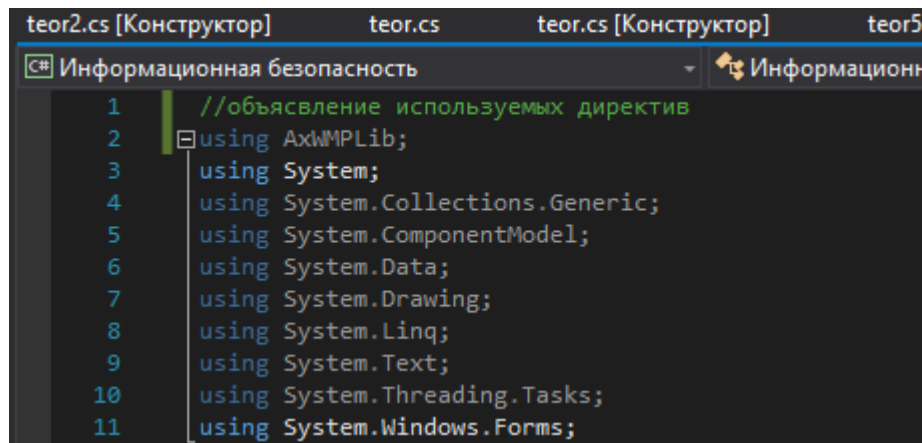 teor2.cs [Конструктор] teor.cs teor.cs [Конструктор] teor5
C# Информационная безопасность Информационн
1 //объясвление используемых директив
2 using AxWMPLib;
3 using System;
4 using System.Collections.Generic;
5 using System.ComponentModel;
6 using System.Data;
7 using System.Drawing;
8 using System.Linq;
9 using System.Text;
10 using System.Threading.Tasks;
11 using System.Windows.Forms;